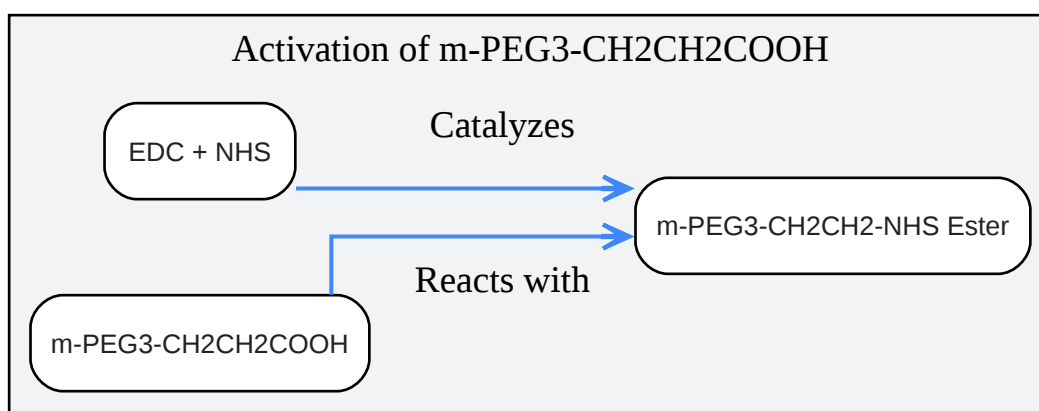 Activation of m-PEG3-CH2CH2COOH
Catalyzes
EDC + NHS
m-PEG3-CH2CH2-NHS Ester
Reacts with
m-PEG3-CH2CH2COOH